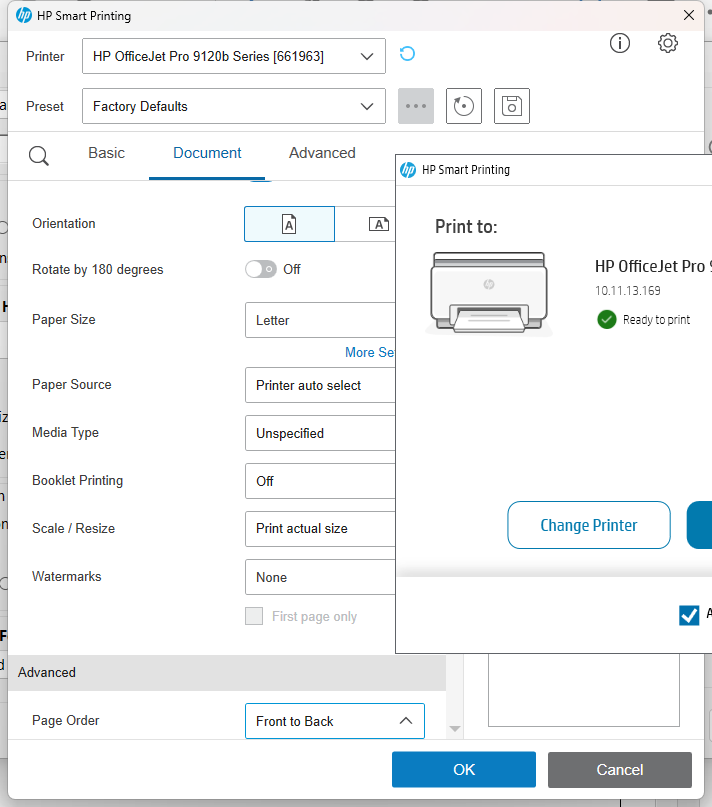 hp HP Smart Printing
Printer HP OfficeJet Pro 9120b Series [661963]
Preset Factory Defaults
Basic Document Advanced
Orientation A A
Rotate by 180 degrees Off
Paper Size Letter
More Se
Paper Source Printer auto select
Media Type Unspecified
Booklet Printing Off
Scale / Resize Print actual size
Watermarks None
First page only
Advanced
Page Order Front to Back
OK Cancel
hp HP Smart Printing
Print to:
hp
HP OfficeJet Pro
10.11.13.169
Ready to print
Change Printer